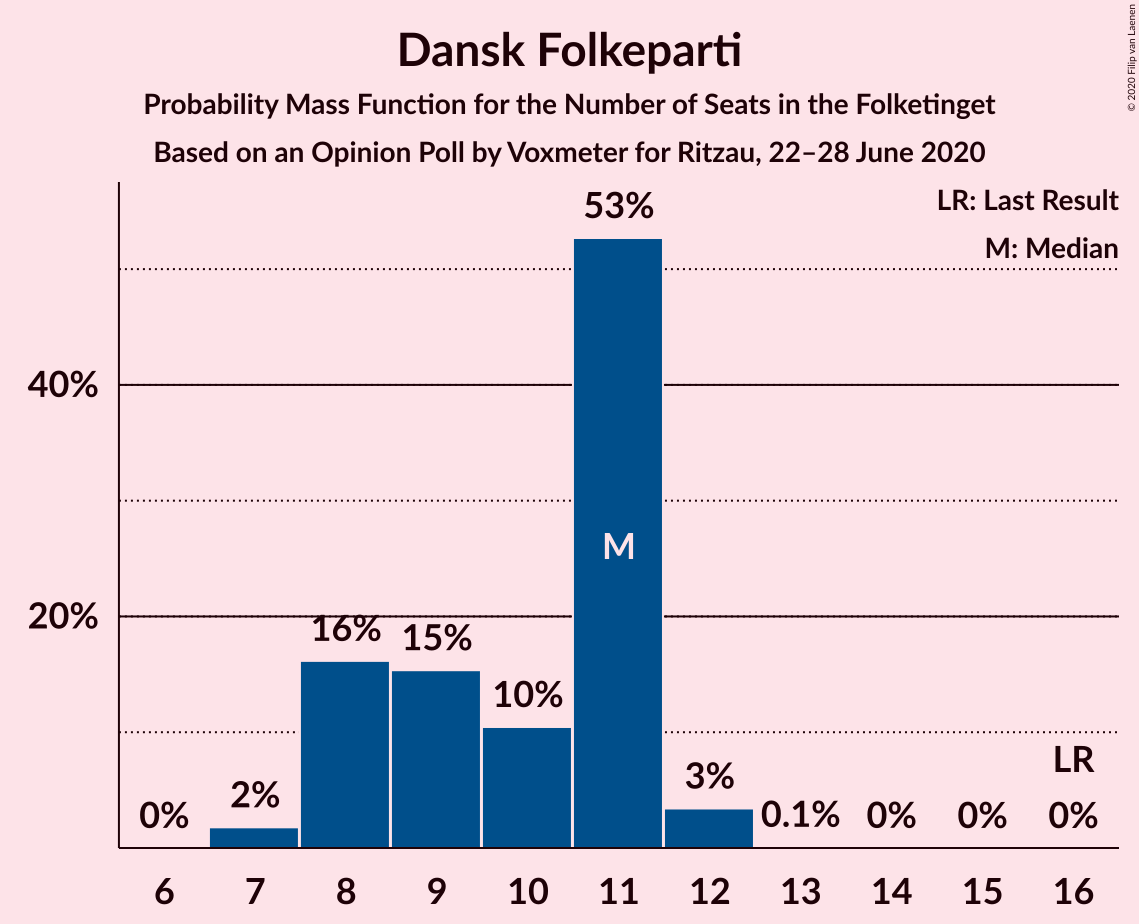 Dansk Folkeparti
Probability Mass Function for the Number of Seats in the Folketinget
Based on an Opinion Poll by Voxmeter for Ritzau, 22–28 June 2020
© 2020 Filip van Laenen
LR: Last Result
M: Median
53%
40%
M
20%
16%
15%
10%
LR
3%
2%
0%
0.1%
0%
0%
0%
6 7 8 9 10 11 12 13 14 15 16